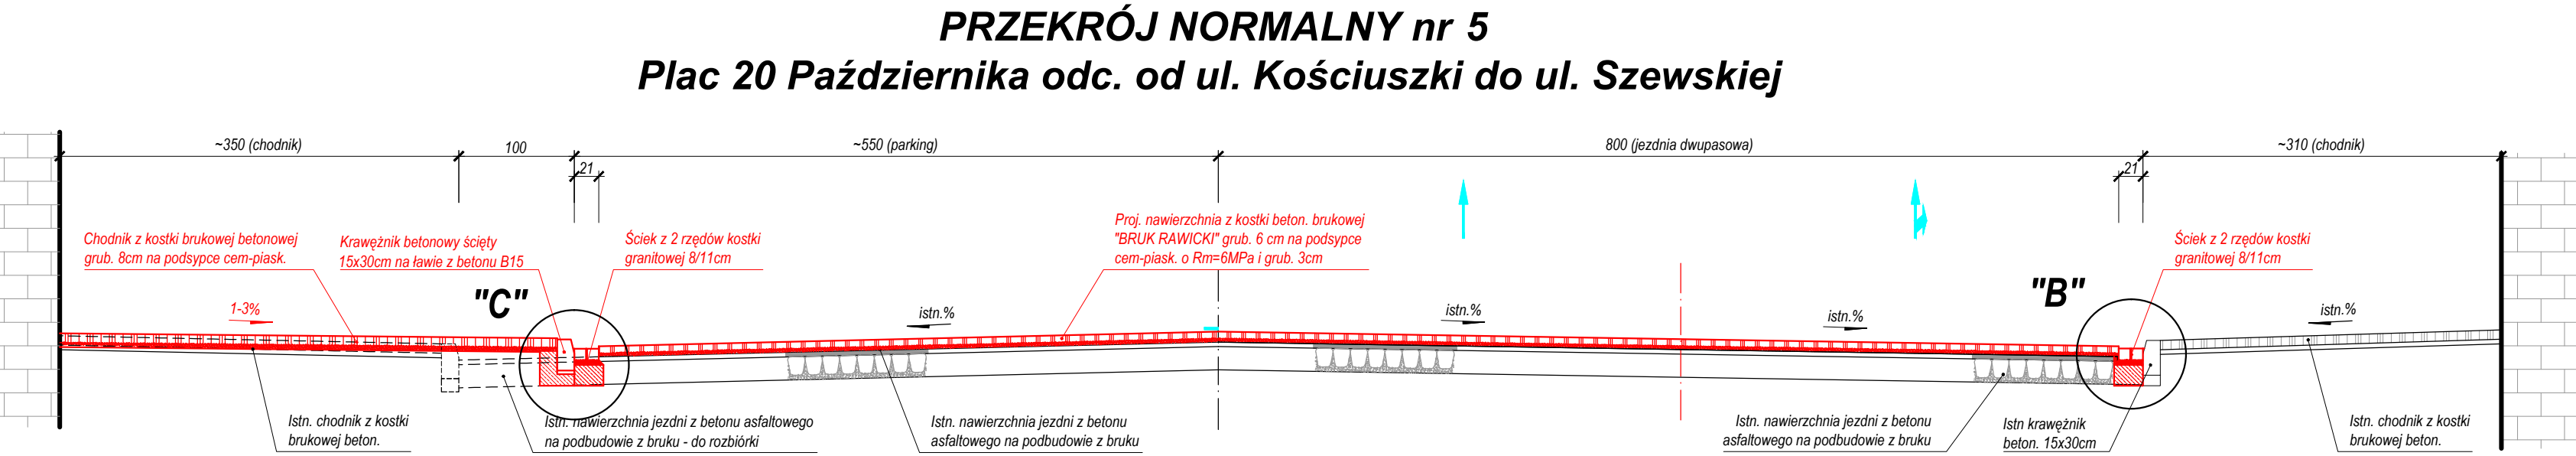 PRZEKRÓJ NORMALNY nr 5
Plac 20 Października odc. od ul. Kościuszki do ul. Szewskiej
~350 (chodnik)
100
~550 (parking)
800 (jezdnia dwupasowa)
~310 (chodnik)
21
21
Chodnik z kostki brukowej betonowej
grub. 8cm na podsypce cem-piask.
Krawężnik betonowy ścięty
15x30cm na ławie z betonu B15
Ściek z 2 rzędów kostki
granitowej 8/11cm
Proj. nawierzchnia z kostki beton. brukowej
"BRUK RAWICKI" grub. 6 cm na podsypce
cem-piask. o Rm=6MPa i grub. 3cm
Ściek z 2 rzędów kostki
granitowej 8/11cm
1-3%
"C"
istn.%
istn.%
istn.%
"B"
istn.%
Istn. chodnik z kostki
brukowej beton.
Istn. nawierzchnia jezdni z betonu asfaltowego
na podbudowie z bruku - do rozbiórki
Istn. nawierzchnia jezdni z betonu
asfaltowego na podbudowie z bruku
Istn. nawierzchnia jezdni z betonu
asfaltowego na podbudowie z bruku
Istn krawężnik
beton. 15x30cm
Istn. chodnik z kostki
brukowej beton.